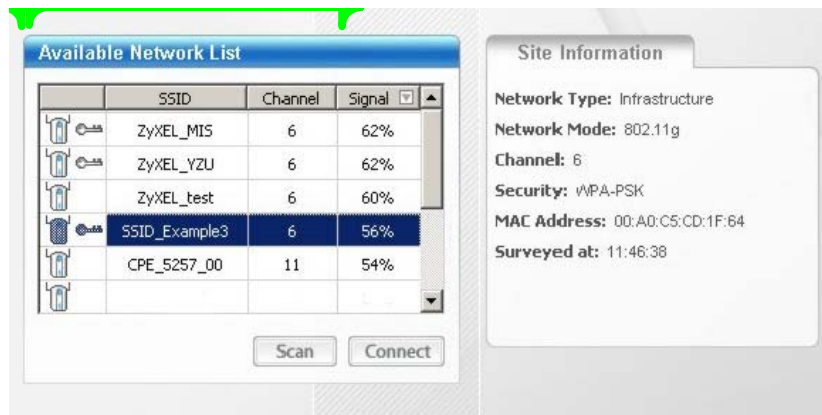 Available Network List
SSID Channel Signal
ZyXEL_MIS 6 62%
ZyXEL_YZU 6 62%
ZyXEL_test 6 60%
SSID_Example3 6 56%
CPE_5257_00 11 54%
Scan Connect
Site Information
Network Type: Infrastructure
Network Mode: 802.11g
Channel: 6
Security: WPA-PSK
MAC Address: 00:A0:C5:CD:1F:64
Surveyed at: 11:46:38